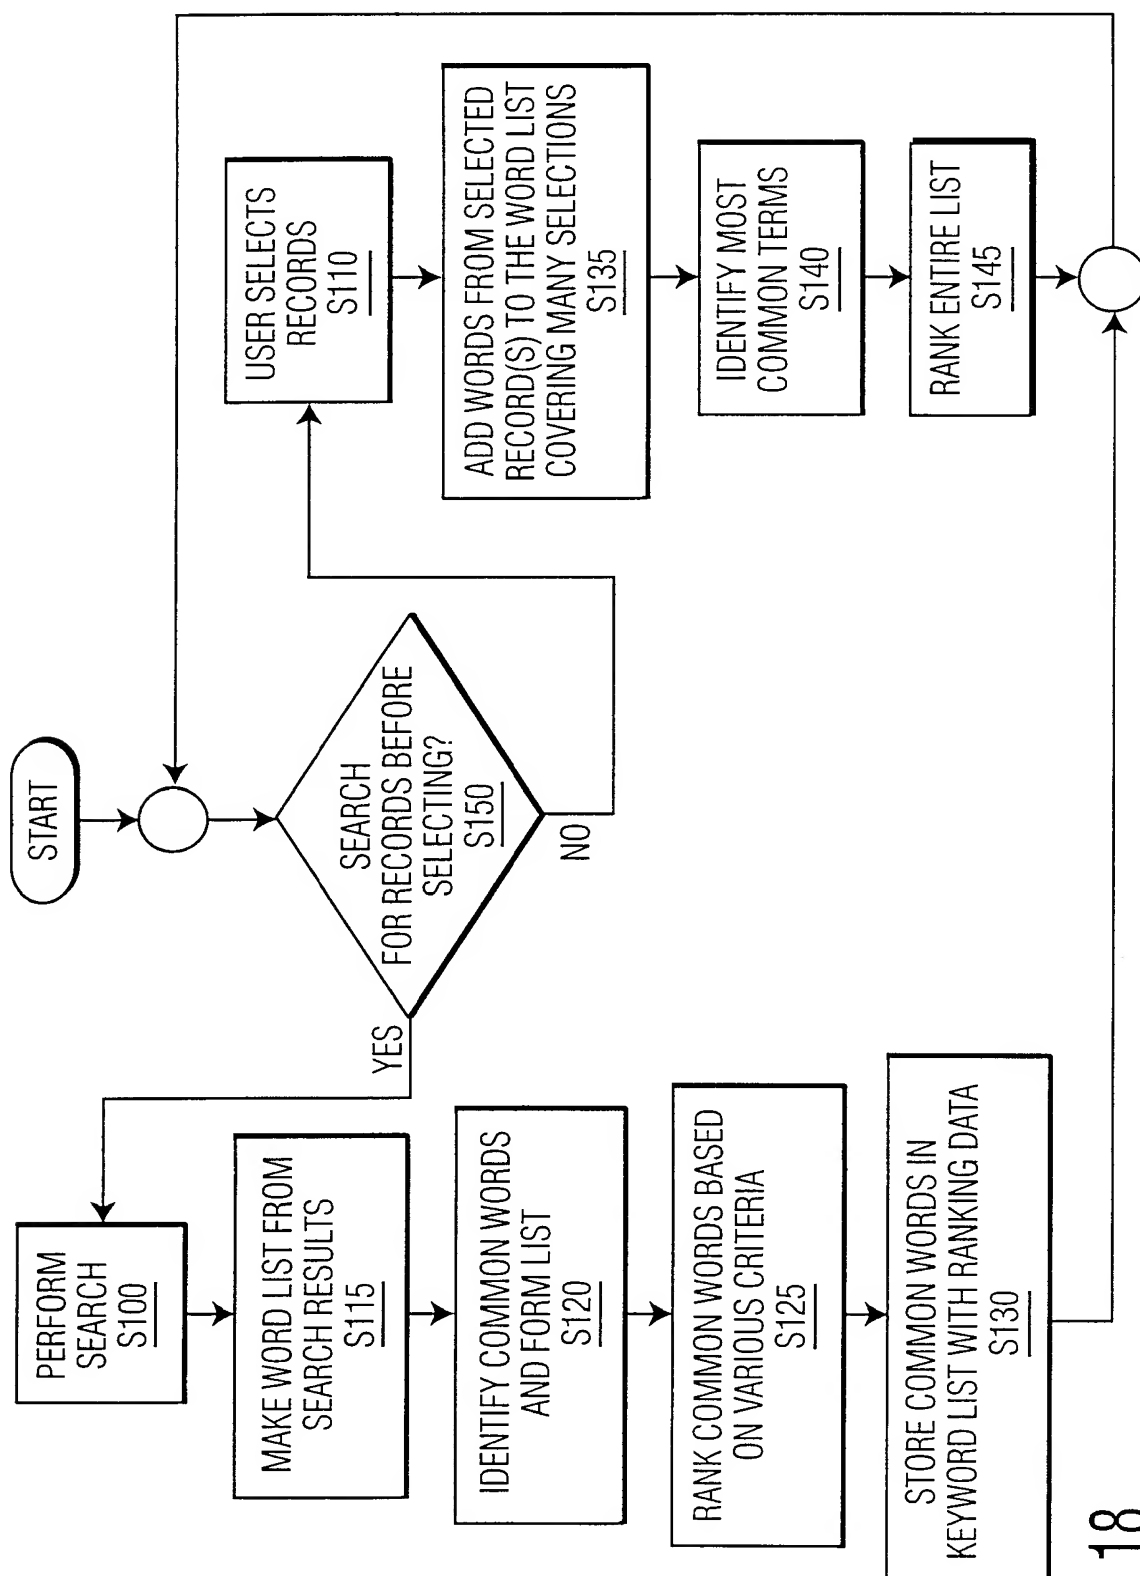 START
SEARCH
FOR RECORDS BEFORE
SELECTING?
S150
YES
NO
PERFORM
SEARCH
S100
MAKE WORD LIST FROM
SEARCH RESULTS
S115
IDENTIFY COMMON WORDS
AND FORM LIST
S120
RANK COMMON WORDS BASED
ON VARIOUS CRITERIA
S125
STORE COMMON WORDS IN
KEYWORD LIST WITH RANKING DATA
S130
USER SELECTS
RECORDS
S110
ADD WORDS FROM SELECTED
RECORD(S) TO THE WORD LIST
COVERING MANY SELECTIONS
S135
IDENTIFY MOST
COMMON TERMS
S140
RANK ENTIRE LIST
S145
18